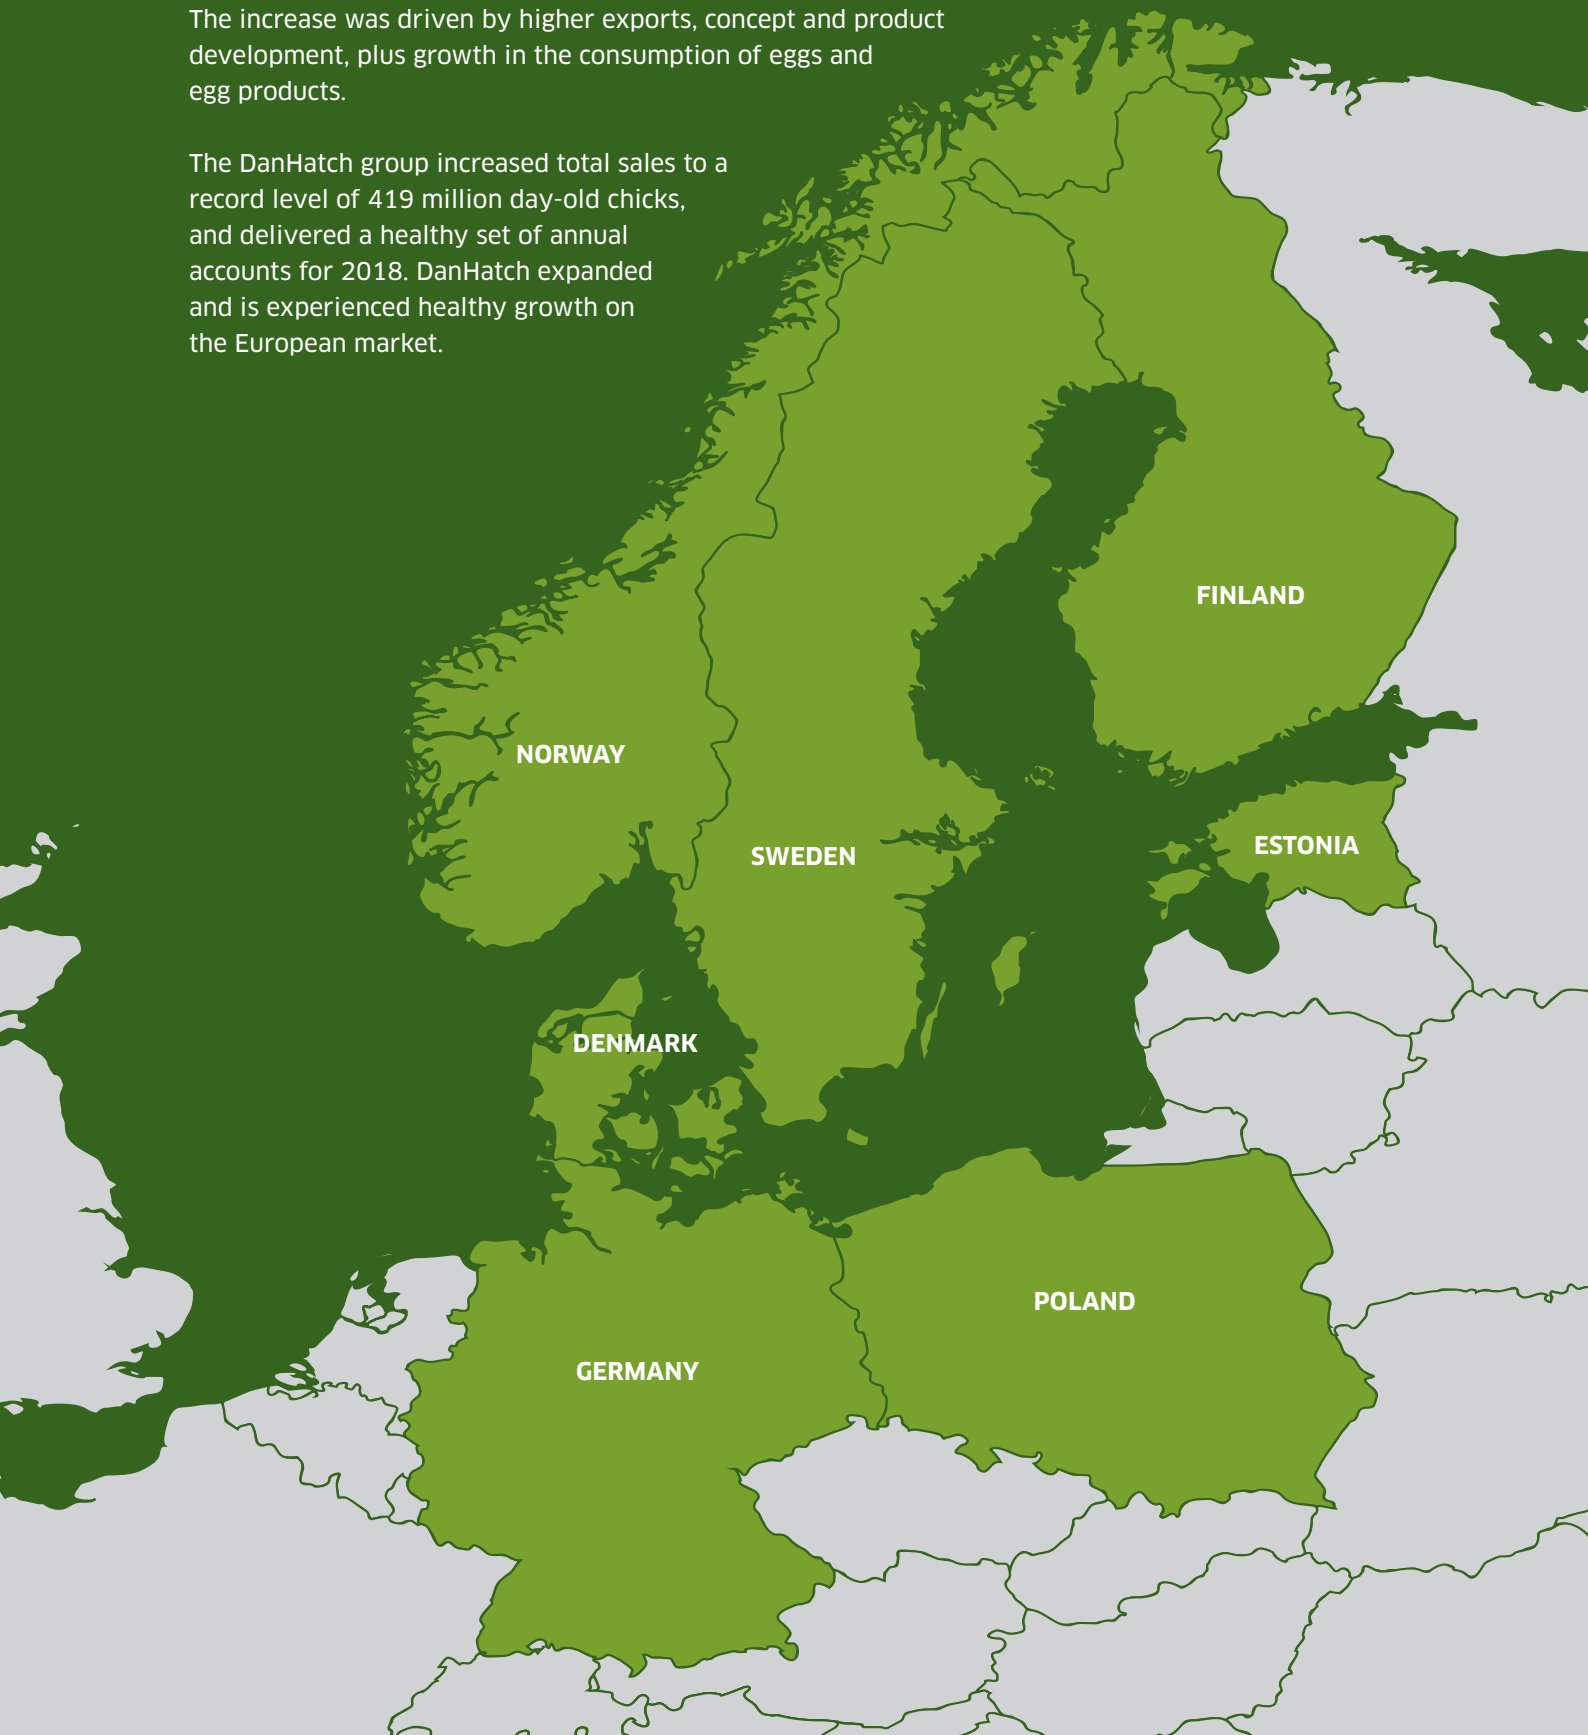 The increase was driven by higher exports, concept and product
development, plus growth in the consumption of eggs and
egg products.
The DanHatch group increased total sales to a
record level of 419 million day-old chicks,
and delivered a healthy set of annual
accounts for 2018. DanHatch expanded
and is experienced healthy growth on
the European market.
FINLAND
NORWAY
ESTONIA
SWEDEN
DENMARK
POLAND
GERMANY